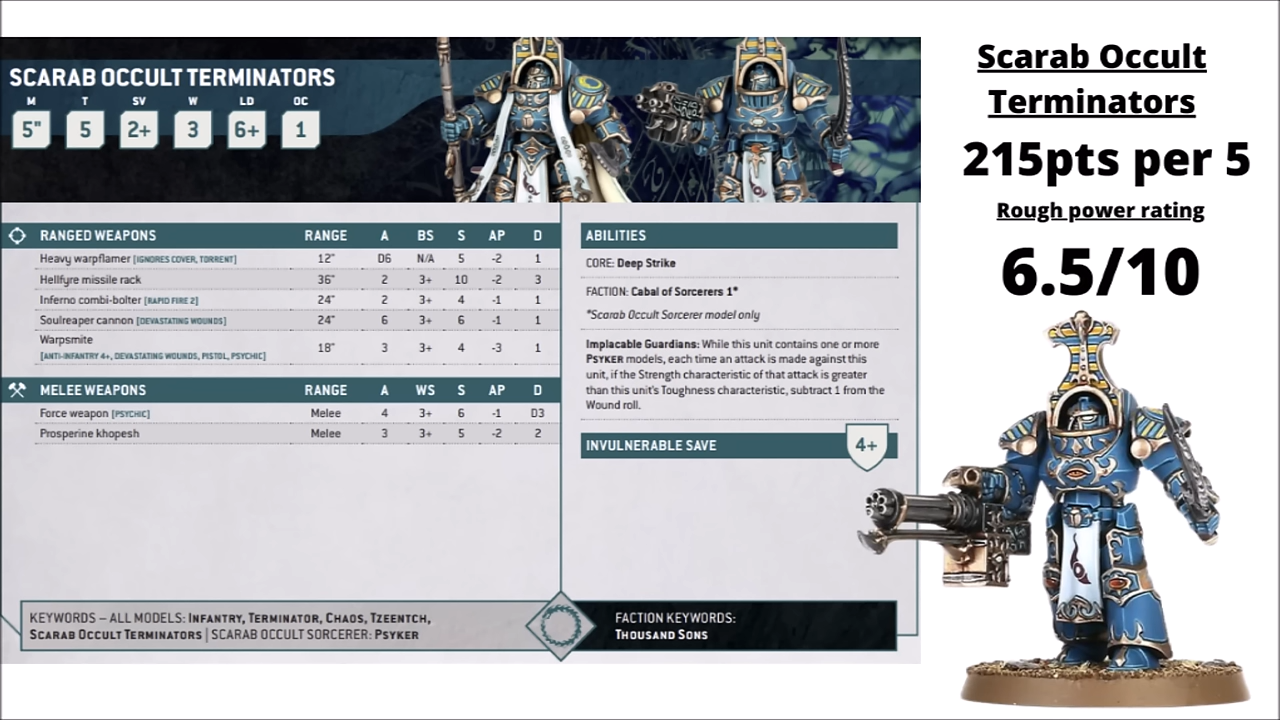 SCARAB OCCULT TERMINATORS
M T SV W LD OC
5" 5 2+ 3 6+ 1
RANGED WEAPONS RANGE A BS S AP D
Heavy warpflamer [IGNORES COVER, TORRENT] 12" D6 N/A 5 -2 1
Hellfyre missile rack 36" 2 3+ 10 -2 3
Inferno combi-bolter [RAPID FIRE 2] 24" 2 3+ 4 -1 1
Soulreaper cannon [DEVASTATING WOUNDS] 24" 6 3+ 6 -1 1
Warpsmite
[ANTI-INFANTRY 4+, DEVASTATING WOUNDS, PISTOL, PSYCHIC] 18" 3 3+ 4 -3 1
MELEE WEAPONS RANGE A WS S AP D
Force weapon [PSYCHIC] Melee 4 3+ 6 -1 D3
Prosperine khopesh Melee 3 3+ 5 -2 2
ABILITIES
CORE: Deep Strike
FACTION: Cabal of Sorcerers 1*
*Scarab Occult Sorcerer model only
Implacable Guardians: While this unit contains one or more
PSYKER models, each time an attack is made against this
unit, if the Strength characteristic of that attack is greater
than this unit's Toughness characteristic, subtract 1 from the
Wound roll.
INVULNERABLE SAVE 4+
KEYWORDS – ALL MODELS: INFANTRY, TERMINATOR, CHAOS, TZEENTCH,
SCARAB OCCULT TERMINATORS | SCARAB OCCULT SORCERER: PSYKER
FACTION KEYWORDS:
THOUSAND SONS
Scarab Occult
Terminators
215pts per 5
Rough power rating
6.5/10